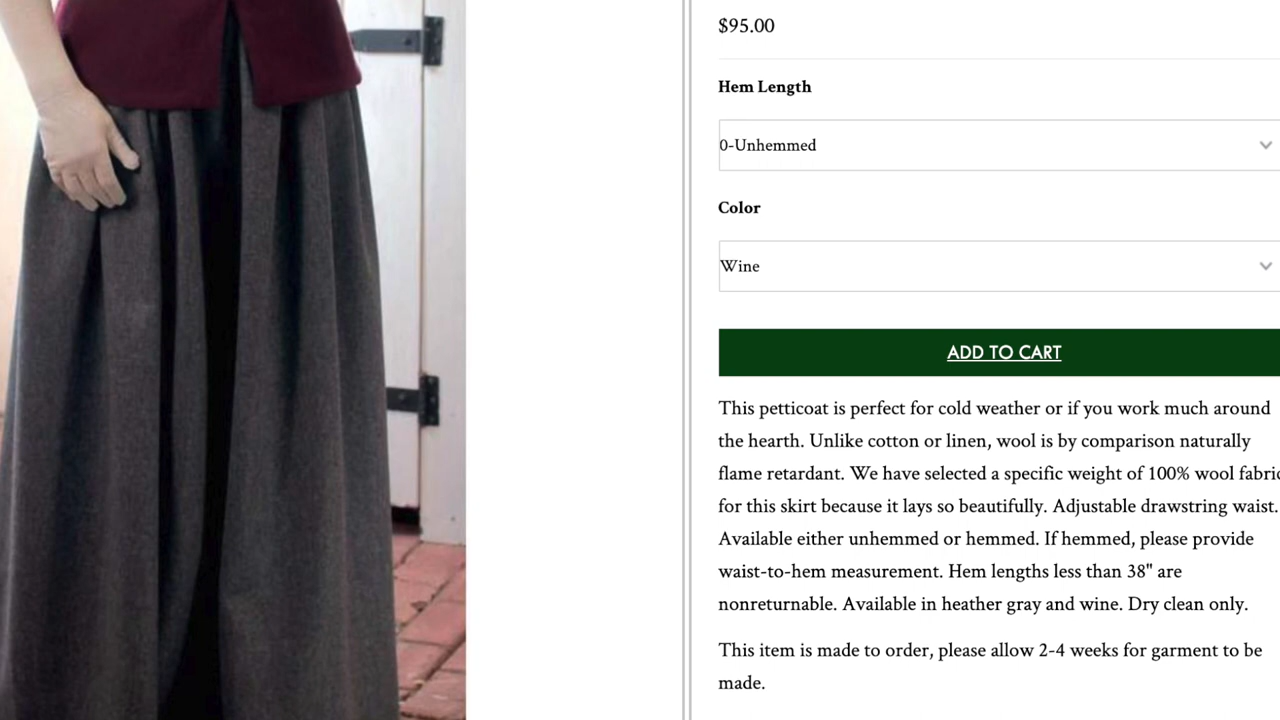 $95.00
Hem Length
0-Unhemmed
Color
Wine
ADD TO CART
This petticoat is perfect for cold weather or if you work much around
the hearth. Unlike cotton or linen, wool is by comparison naturally
flame retardant. We have selected a specific weight of 100% wool fabric
for this skirt because it lays so beautifully. Adjustable drawstring waist.
Available either unhemmed or hemmed. If hemmed, please provide
waist-to-hem measurement. Hem lengths less than 38" are
nonreturnable. Available in heather gray and wine. Dry clean only.
This item is made to order, please allow 2-4 weeks for garment to be
made.